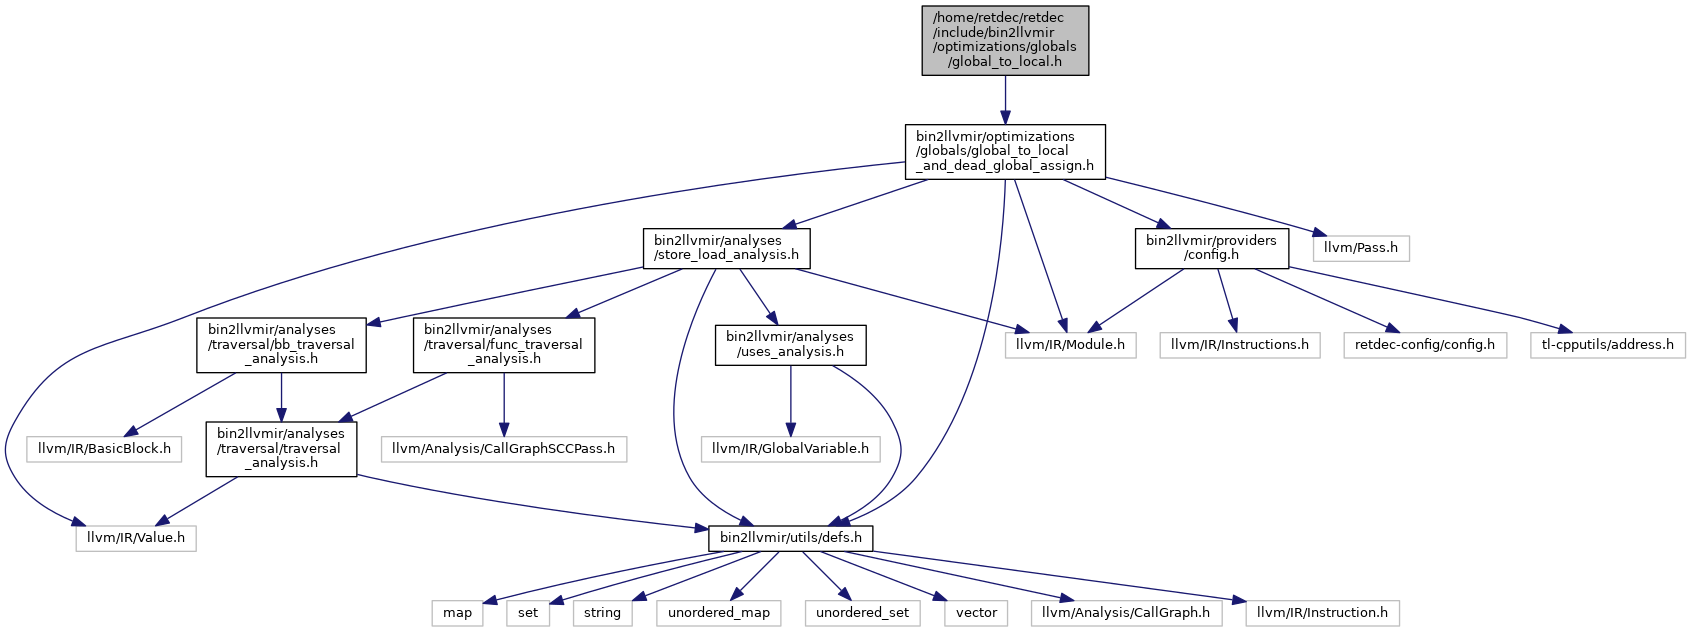 /home/retdec/retdec
/include/bin2llvmir
/optimizations/globals
/global_to_local.h
bin2llvmir/optimizations
/globals/global_to_local
_and_dead_global_assign.h
bin2llvmir/analyses
/store_load_analysis.h
bin2llvmir/providers
/config.h
llvm/Pass.h
bin2llvmir/analyses
/traversal/bb_traversal
_analysis.h
bin2llvmir/analyses
/traversal/func_traversal
_analysis.h
bin2llvmir/analyses
/uses_analysis.h
llvm/IR/Module.h
llvm/IR/Instructions.h
retdec-config/config.h
tl-cpputils/address.h
llvm/IR/BasicBlock.h
bin2llvmir/analyses
/traversal/traversal
_analysis.h
llvm/Analysis/CallGraphSCCPass.h
llvm/IR/GlobalVariable.h
llvm/IR/Value.h
bin2llvmir/utils/defs.h
map
set
string
unordered_map
unordered_set
vector
llvm/Analysis/CallGraph.h
llvm/IR/Instruction.h